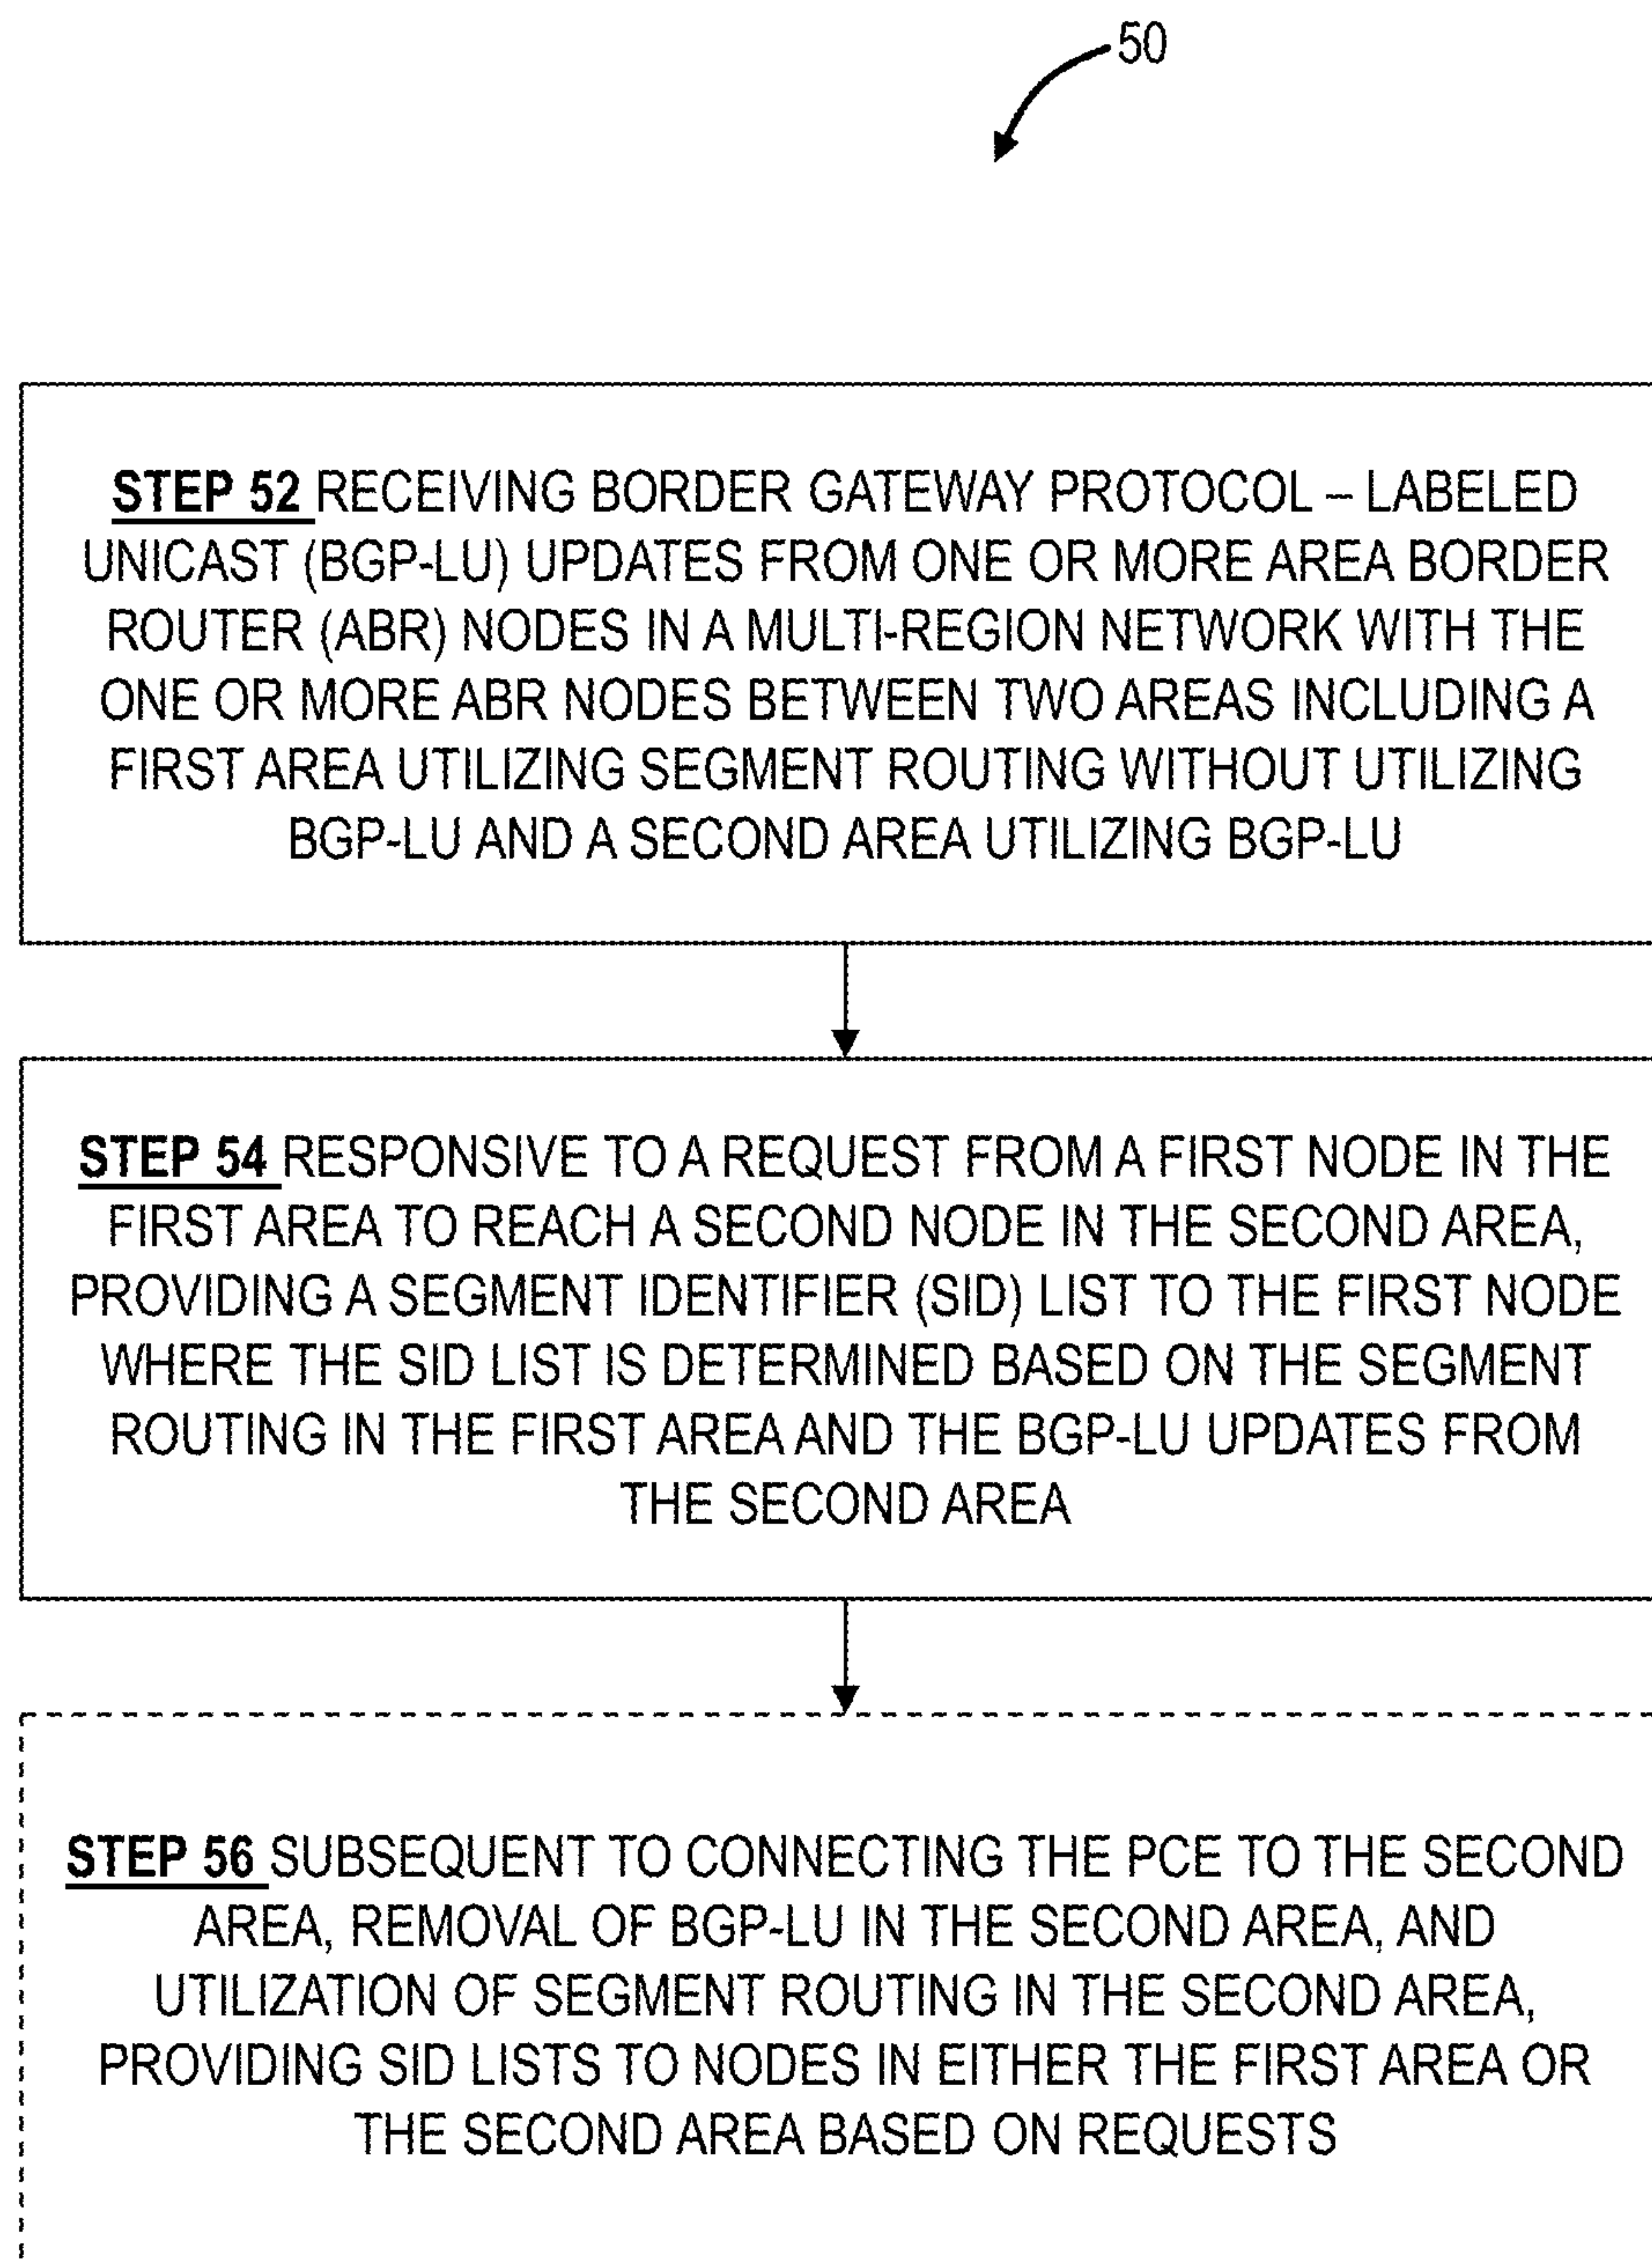 50
STEP 52 RECEIVING BORDER GATEWAY PROTOCOL – LABELED
UNICAST (BGP-LU) UPDATES FROM ONE OR MORE AREA BORDER
ROUTER (ABR) NODES IN A MULTI-REGION NETWORK WITH THE
ONE OR MORE ABR NODES BETWEEN TWO AREAS INCLUDING A
FIRST AREA UTILIZING SEGMENT ROUTING WITHOUT UTILIZING
BGP-LU AND A SECOND AREA UTILIZING BGP-LU
STEP 54 RESPONSIVE TO A REQUEST FROM A FIRST NODE IN THE
FIRST AREA TO REACH A SECOND NODE IN THE SECOND AREA,
PROVIDING A SEGMENT IDENTIFIER (SID) LIST TO THE FIRST NODE
WHERE THE SID LIST IS DETERMINED BASED ON THE SEGMENT
ROUTING IN THE FIRST AREA AND THE BGP-LU UPDATES FROM
THE SECOND AREA
STEP 56 SUBSEQUENT TO CONNECTING THE PCE TO THE SECOND
AREA, REMOVAL OF BGP-LU IN THE SECOND AREA, AND
UTILIZATION OF SEGMENT ROUTING IN THE SECOND AREA,
PROVIDING SID LISTS TO NODES IN EITHER THE FIRST AREA OR
THE SECOND AREA BASED ON REQUESTS